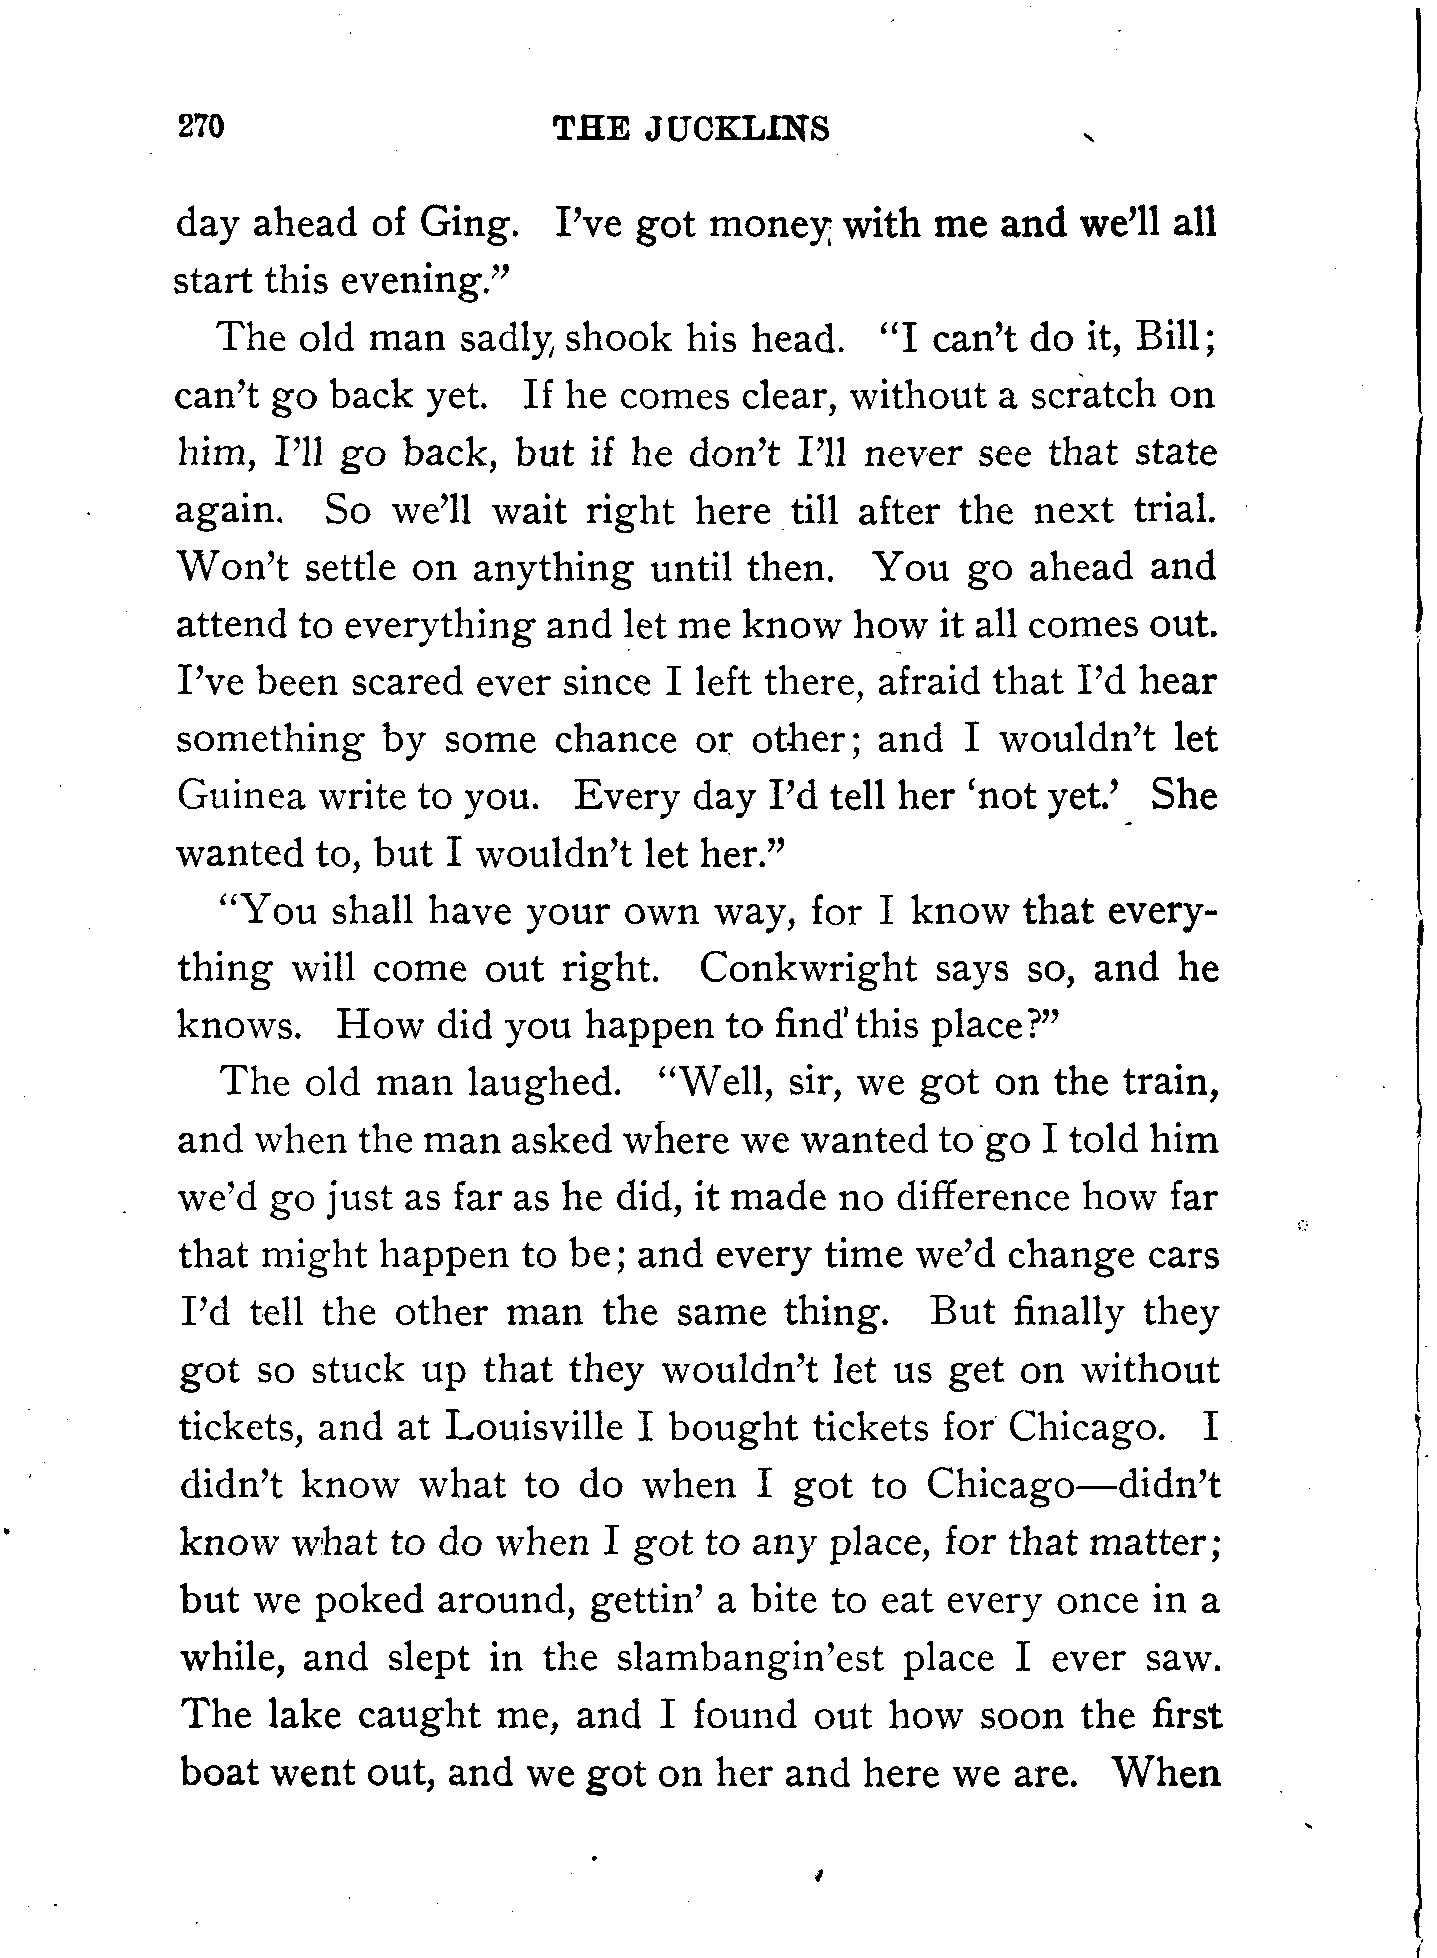 270 THE JUCKLINS
day ahead of Ging. I've got money with me and we'll all
start this evening."
The old man sadly shook his head. "I can't do it, Bill;
can't go back yet. If he comes clear, without a scratch on
him, I'll go back, but if he don't I'll never see that state
again. So we'll wait right here till after the next trial.
Won't settle on anything until then. You go ahead and
attend to everything and let me know how it all comes out.
I've been scared ever since I left there, afraid that I'd hear
something by some chance or other; and I wouldn't let
Guinea write to you. Every day I'd tell her 'not yet.' She
wanted to, but I wouldn't let her."
"You shall have your own way, for I know that every-
thing will come out right. Conkwright says so, and he
knows. How did you happen to find this place?"
The old man laughed. "Well, sir, we got on the train,
and when the man asked where we wanted to go I told him
we'd go just as far as he did, it made no difference how far
that might happen to be; and every time we'd change cars
I'd tell the other man the same thing. But finally they
got so stuck up that they wouldn't let us get on without
tickets, and at Louisville I bought tickets for Chicago. I
didn't know what to do when I got to Chicago—didn't
know what to do when I got to any place, for that matter;
but we poked around, gettin' a bite to eat every once in a
while, and slept in the slambangin'est place I ever saw.
The lake caught me, and I found out how soon the first
boat went out, and we got on her and here we are. When